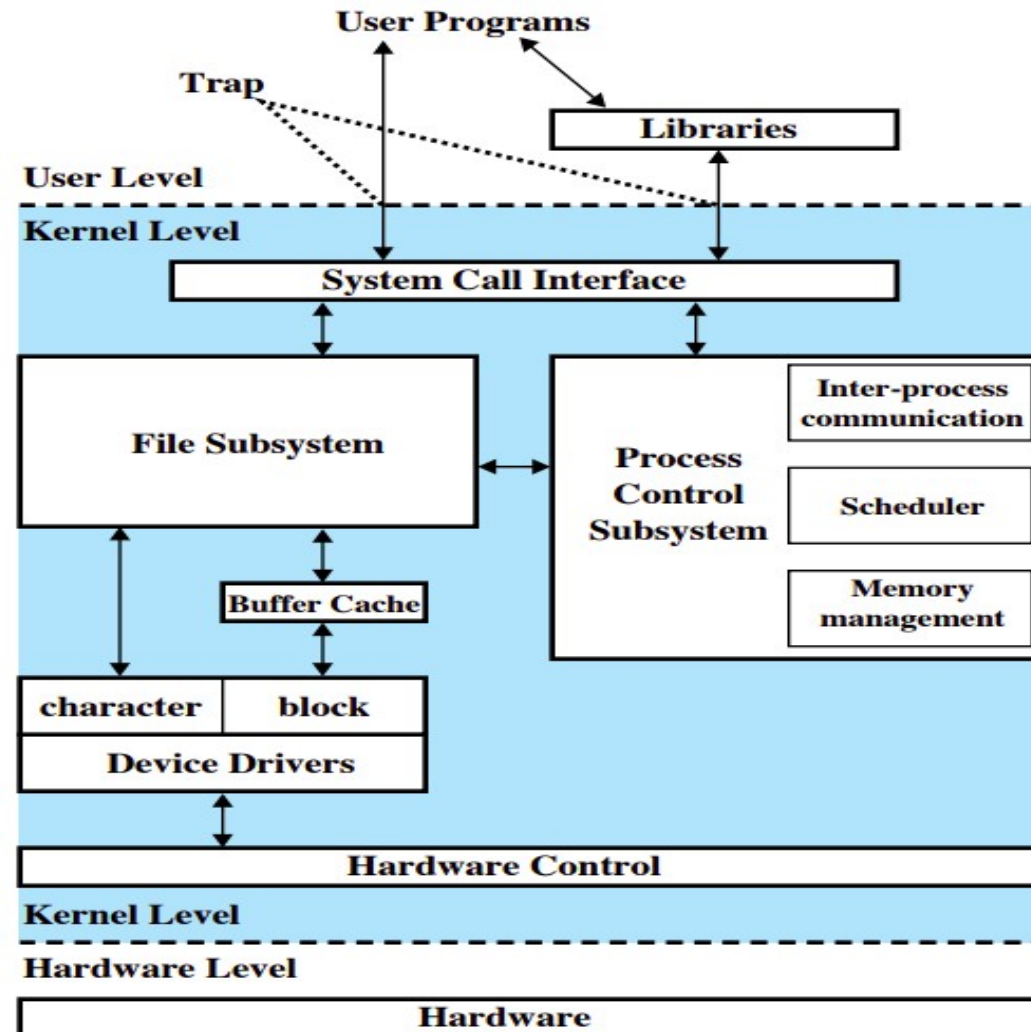 User Programs
Trap
Libraries
User Level
Kernel Level
System Call Interface
File Subsystem
Process
Control
Subsystem
Inter-process
communication
Scheduler
Memory
management
Buffer Cache
character
block
Device Drivers
Hardware Control
Kernel Level
Hardware Level
Hardware